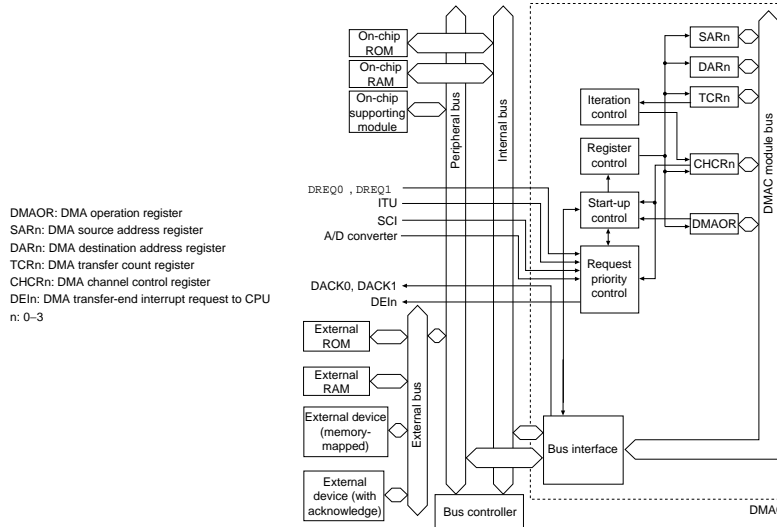 DMAOR: DMA operation register
SARn: DMA source address register
DARn: DMA destination address register
TCRn: DMA transfer count register
CHCRn: DMA channel control register
DEIn: DMA transfer-end interrupt request to CPU
n: 0–3
On-chip
ROM
On-chip
RAM
On-chip
supporting
module
Peripheral bus
Internal bus
DREQ0 , DREQ1
ITU
SCI
A/D converter
DACK0, DACK1
DEIn
External
ROM
External
RAM
External device
(memory-
mapped)
External
device (with
acknowledge)
External bus
Bus controller
Iteration
control
Register
control
Start-up
control
Request
priority
control
Bus interface
SARn
DARn
TCRn
CHCRn
DMAOR
DMAC module bus